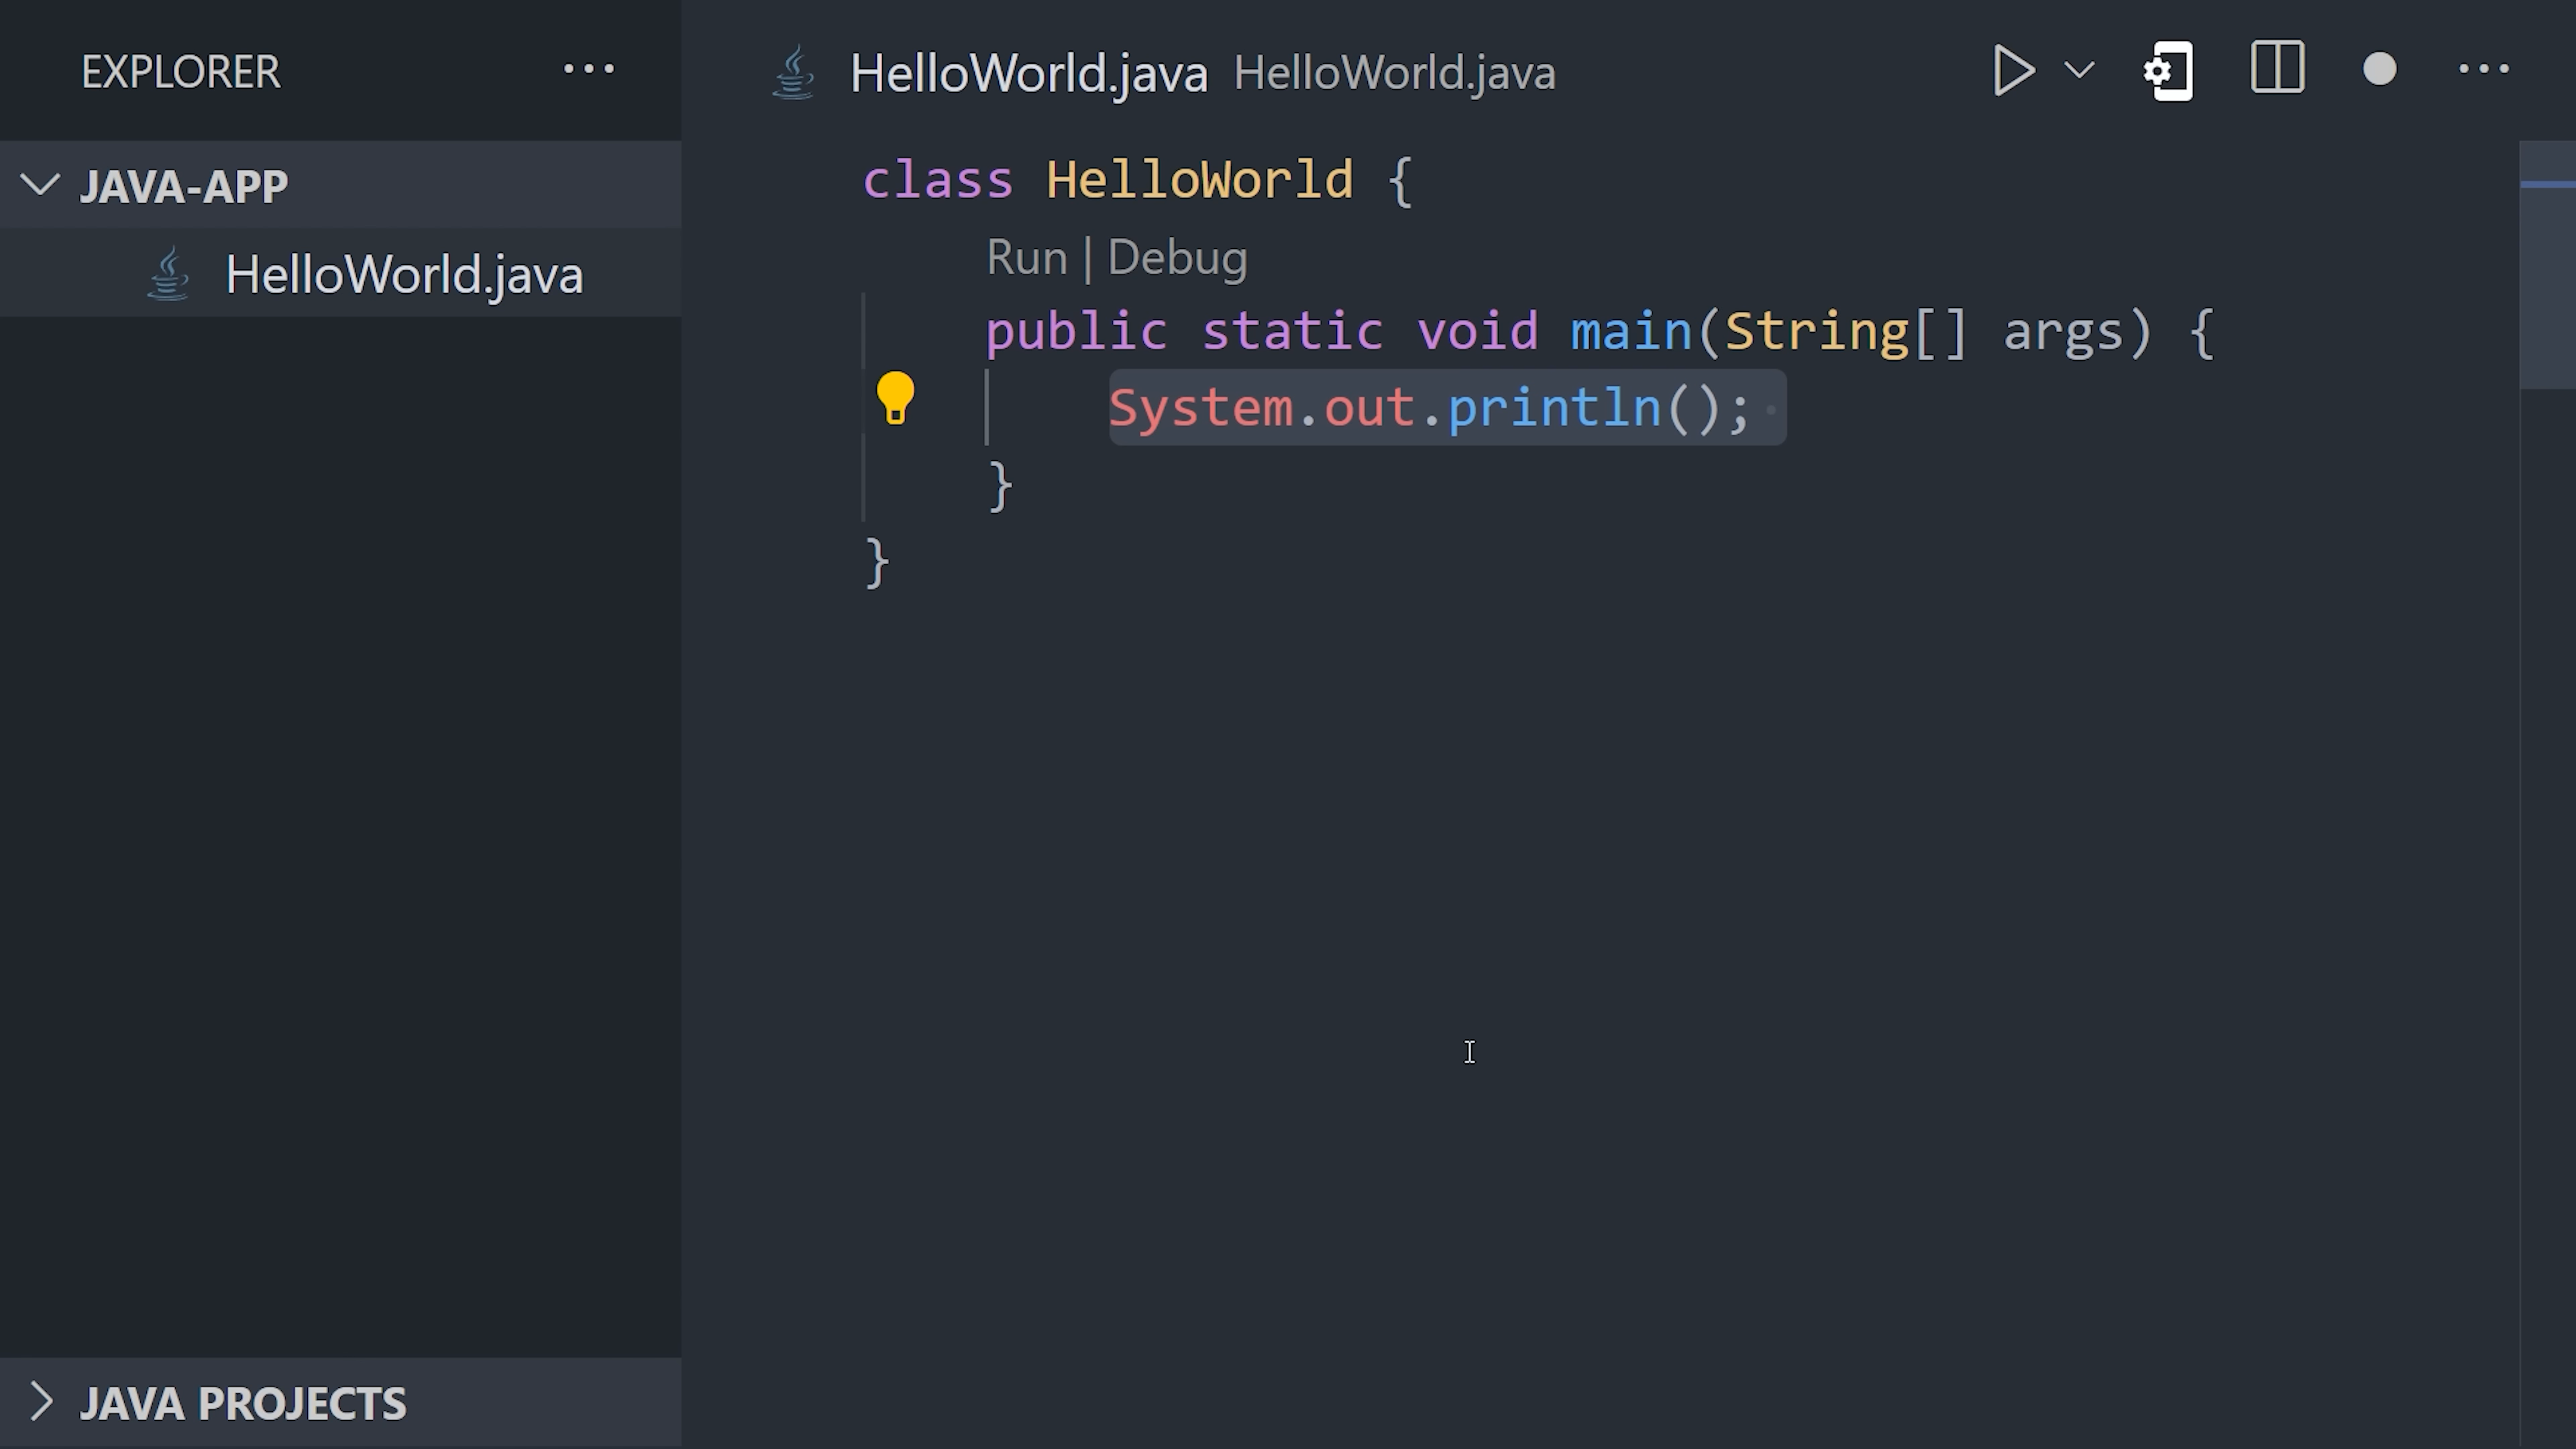 EXPLORER
JAVA-APP
HelloWorld.java
JAVA PROJECTS
HelloWorld.java HelloWorld.java
class HelloWorld {
Run | Debug
public static void main(String[] args) {
System.out.println();
}
}